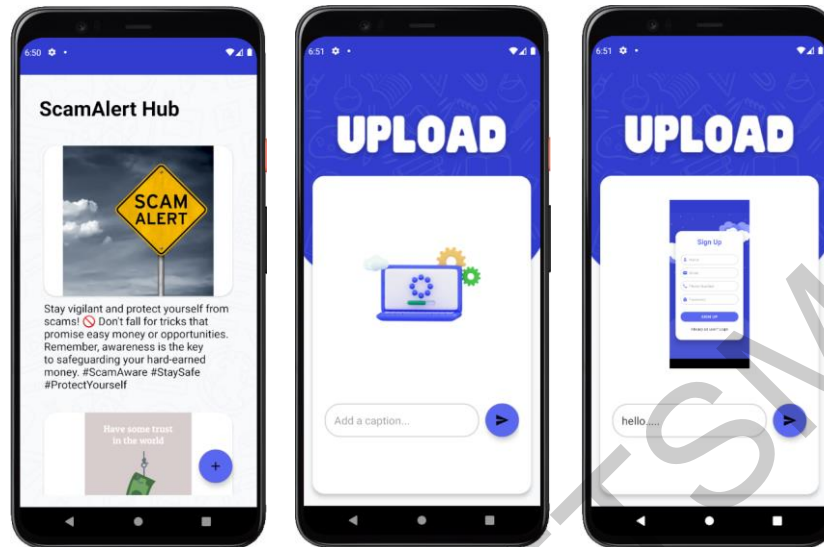 6:50
ScamAlert Hub
SCAM
ALERT
Stay vigilant and protect yourself from
scams! 🚫 Don't fall for tricks that
promise easy money or opportunities.
Remember, awareness is the key
to safeguarding your hard-earned
money. #ScamAware #StaySafe
#ProtectYourself
Have some trust
in the world
+
6:51
UPLOAD
Add a caption...
6:51
UPLOAD
Sign Up
SIGN UP
hello.....